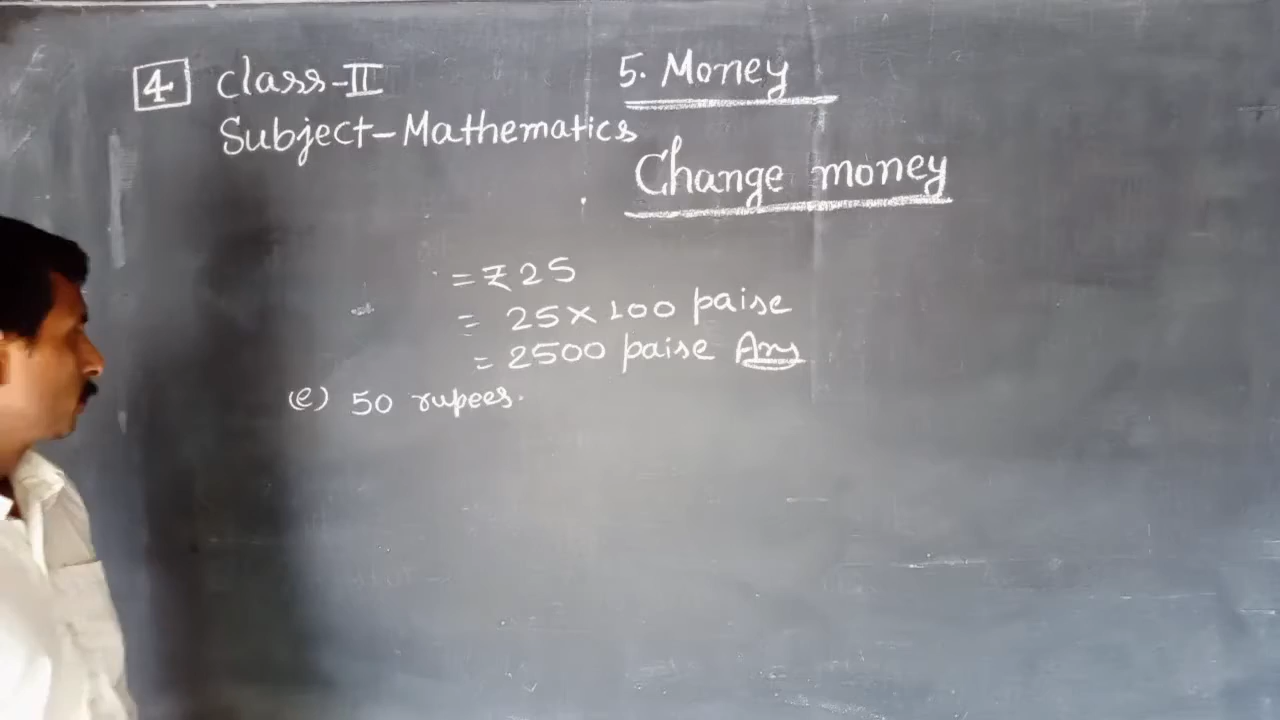 4 Class-II
Subject-Mathematics
5. Money
Change money
= ₹25
= 25 × 100 paise
= 2500 paise Ans
(e) 50 rupees.